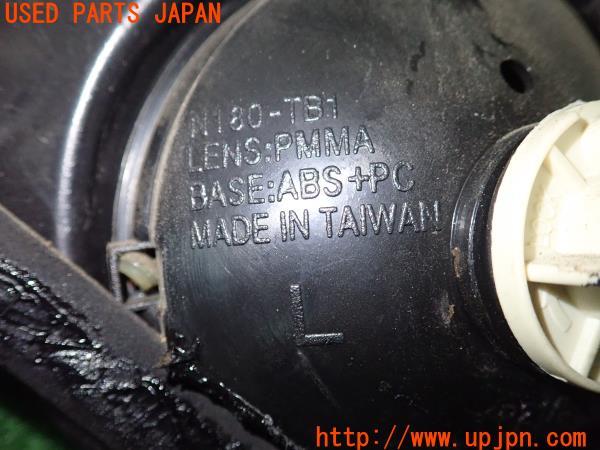 USED PARTS JAPAN
N180-TB1
LENS:PMMA
BASE:ABS+PC
MADE IN TAIWAN
L
http://www.upjpn.com